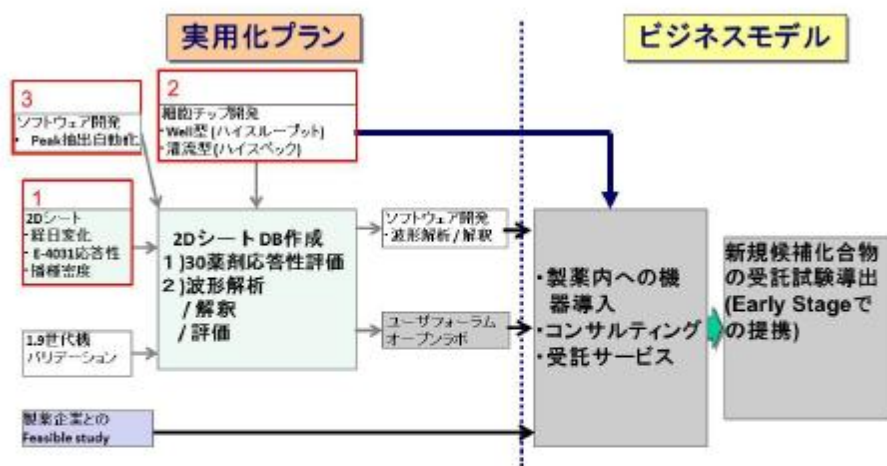 実用化プラン
ビジネスモデル
3
ソフトウェア開発
・ Peak抽出自動化
2
細胞チップ開発
・Well型(ハイスループット)
・灌流型(ハイスペック)
1
2Dシート
・経日変化
・E-4031応答性
・播種密度
1.9世代機
バリデーション
製薬企業との
Feasible study
2DシートDB作成
1)30薬剤応答性評価
2)波形解析
/解釈
/評価
ソフトウェア開発
・波形解析/解釈
ユーザフォーラム
オープンラボ
・製薬内への機
器導入
・コンサルティング
・受託サービス
新規候補化合物
の受託試験導出
(Early Stageで
の提携)